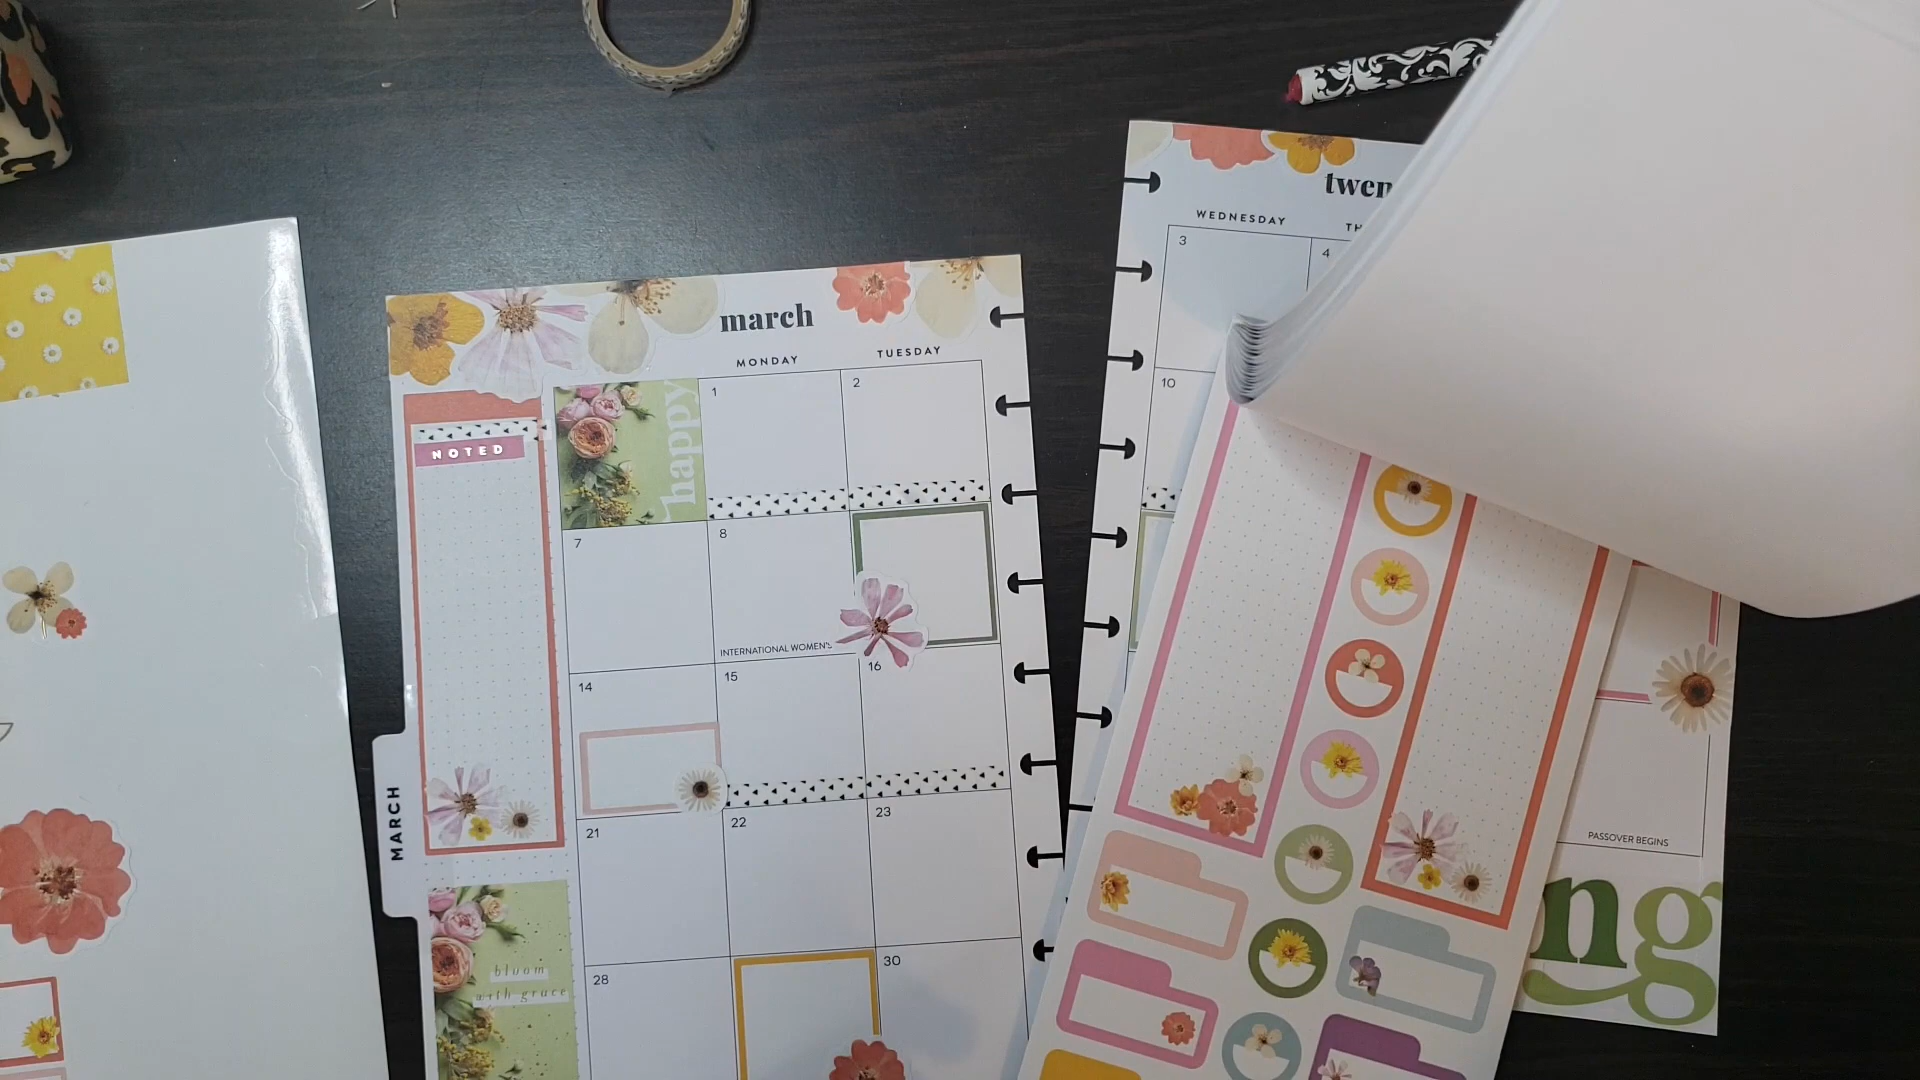 march
MONDAY
TUESDAY
happy
1
2
NOTED
7
8
INTERNATIONAL WOMEN'S
14
15
16
MARCH
21
22
23
bloom
with grace
28
30
twen
WEDNESDAY
TH
3
4
10
PASSOVER BEGINS
ng